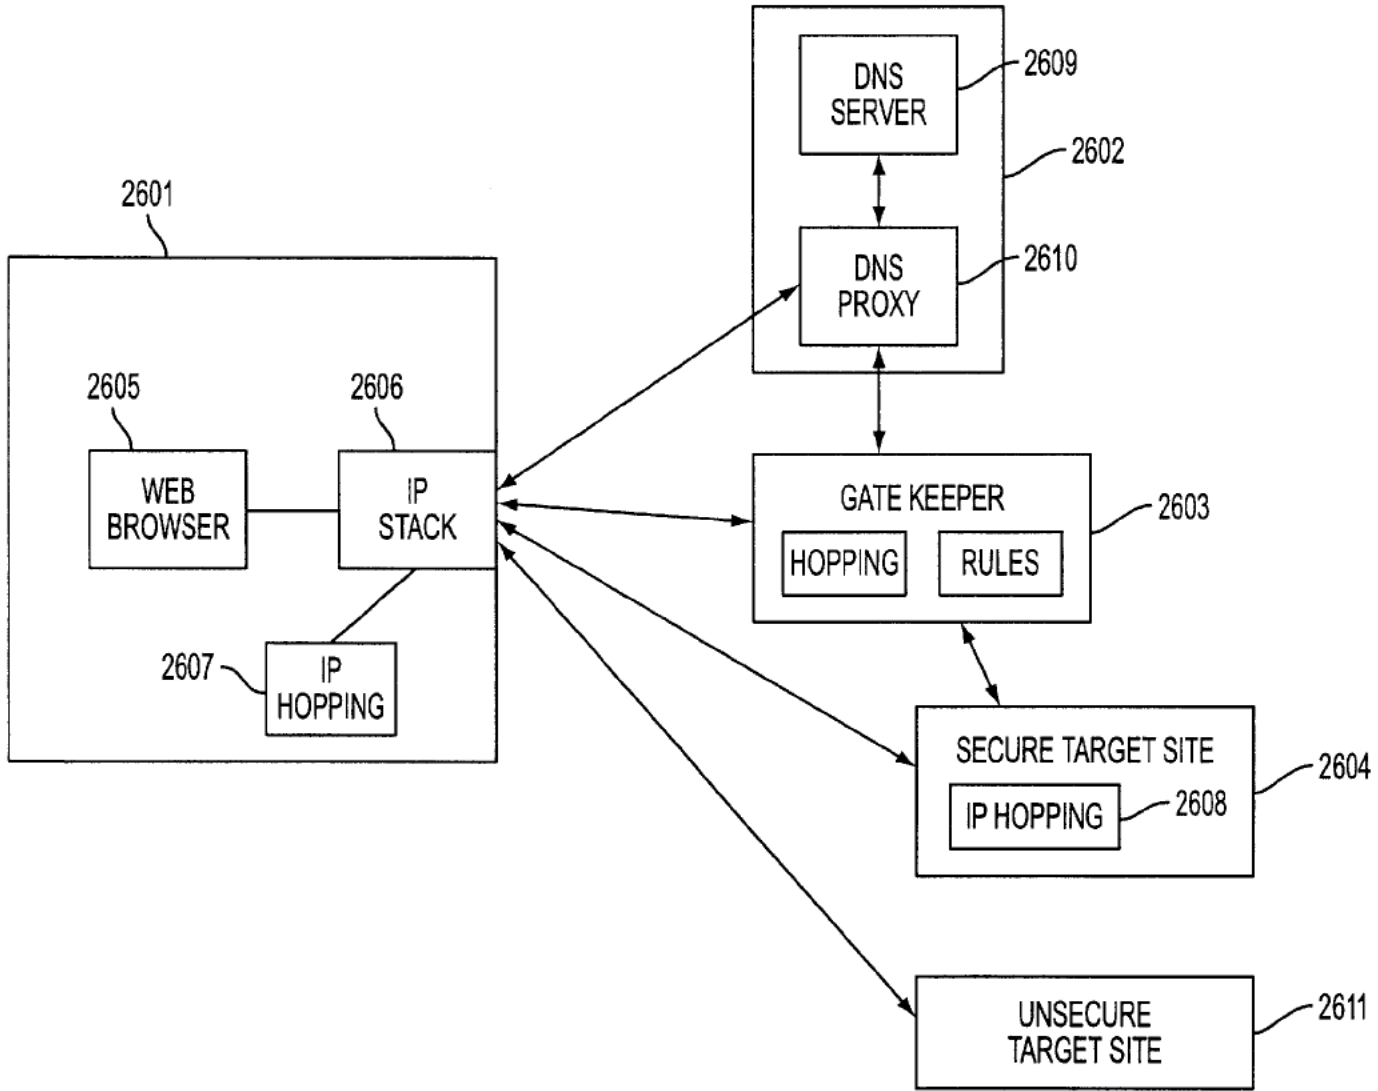 DNS
SERVER
2609
2602
2601
DNS
PROXY
2610
2605
2606
WEB
BROWSER
IP
STACK
GATE KEEPER
2603
HOPPING
RULES
2607
IP
HOPPING
SECURE TARGET SITE
2604
IP HOPPING
2608
UNSECURE
TARGET SITE
2611